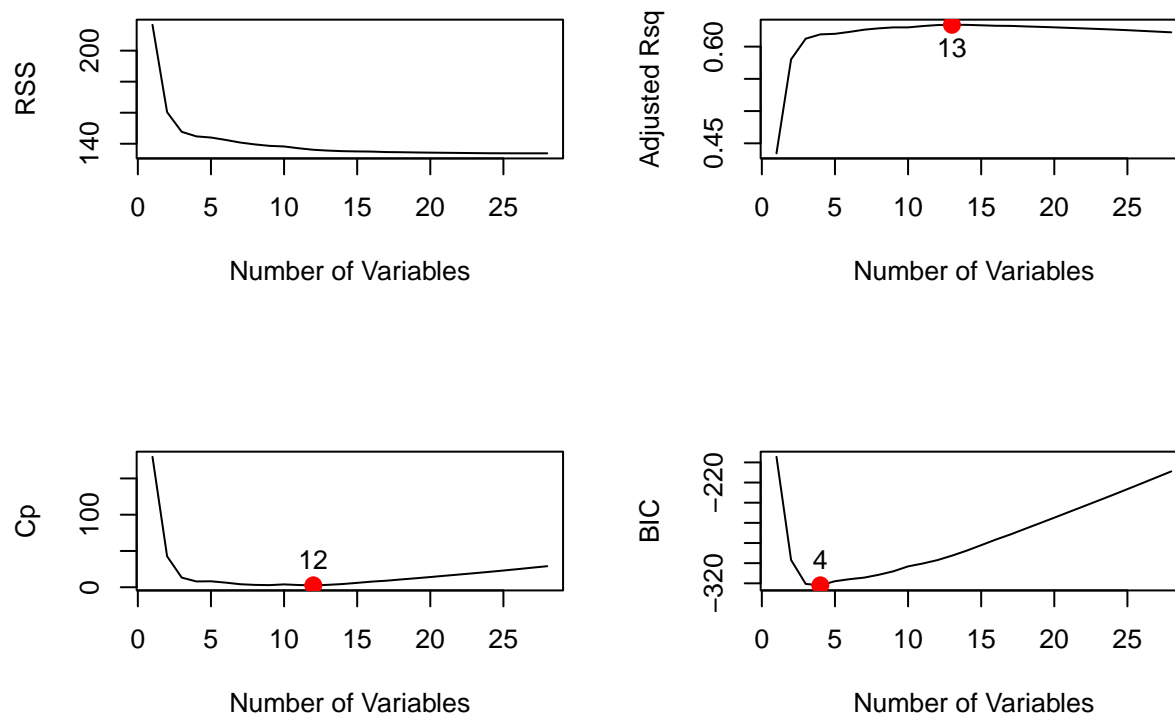 RSS
200
140
0 5 10 15 20 25
Number of Variables
Adjusted Rsq
0.60
0.45
13
0 5 10 15 20 25
Number of Variables
Cp
100
0
12
0 5 10 15 20 25
Number of Variables
BIC
−220
−320
4
0 5 10 15 20 25
Number of Variables